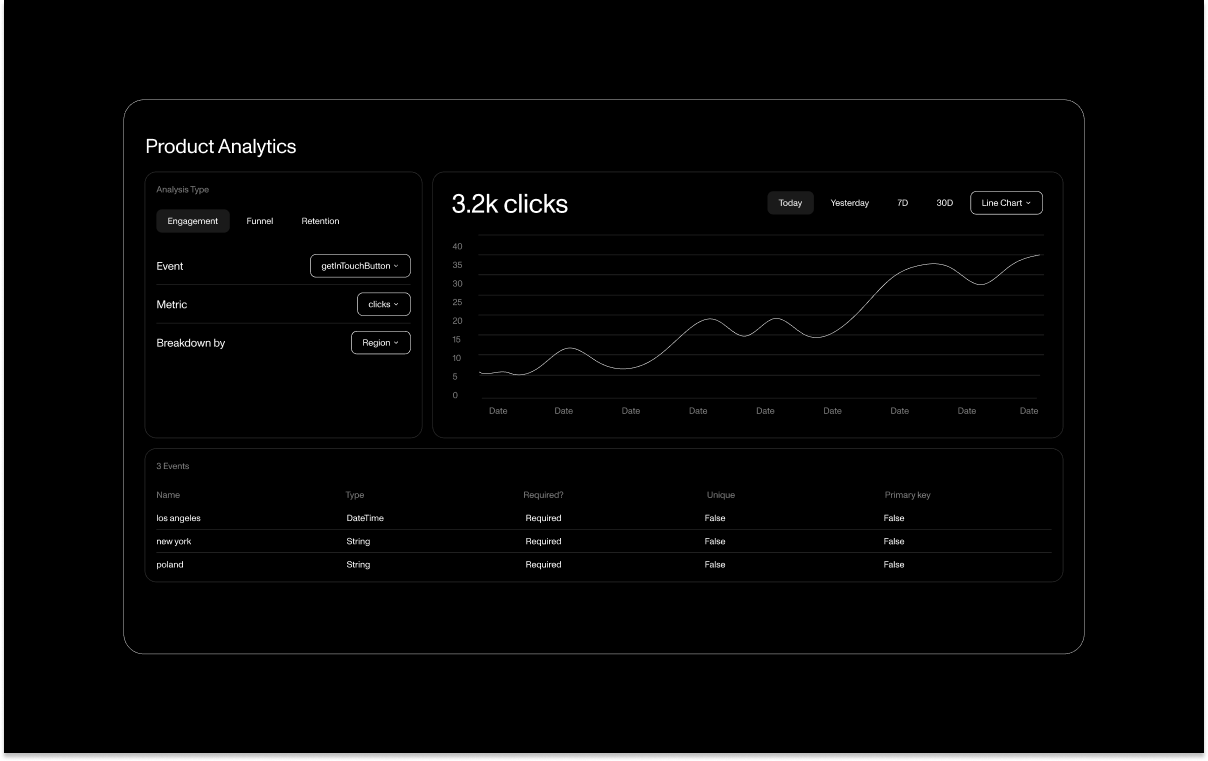 Product Analytics
Analysis Type
Engagement Funnel Retention
Event getInTouchButton
Metric clicks
Breakdown by Region
3.2k clicks Today Yesterday 7D 30D Line Chart
40
35
30
25
20
15
10
5
0
Date Date Date Date Date Date Date Date Date
3 Events
Name Type Required? Unique Primary key
los angeles DateTime Required False False
new york String Required False False
poland String Required False False